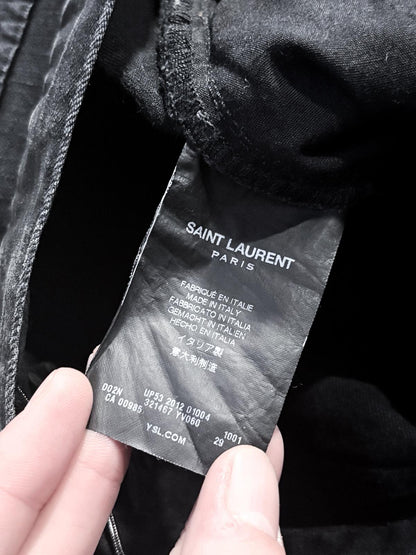 SAINT LAURENT
PARIS
FABRIQUÉ EN ITALIE
MADE IN ITALY
FABBRICATO IN ITALIA
GEMACHT IN ITALIEN
HECHO EN ITALIA
イタリア製
意大利制造
002N UP53 2012 01004 1001
CA 00985 321467 YV060 29
YSL.COM